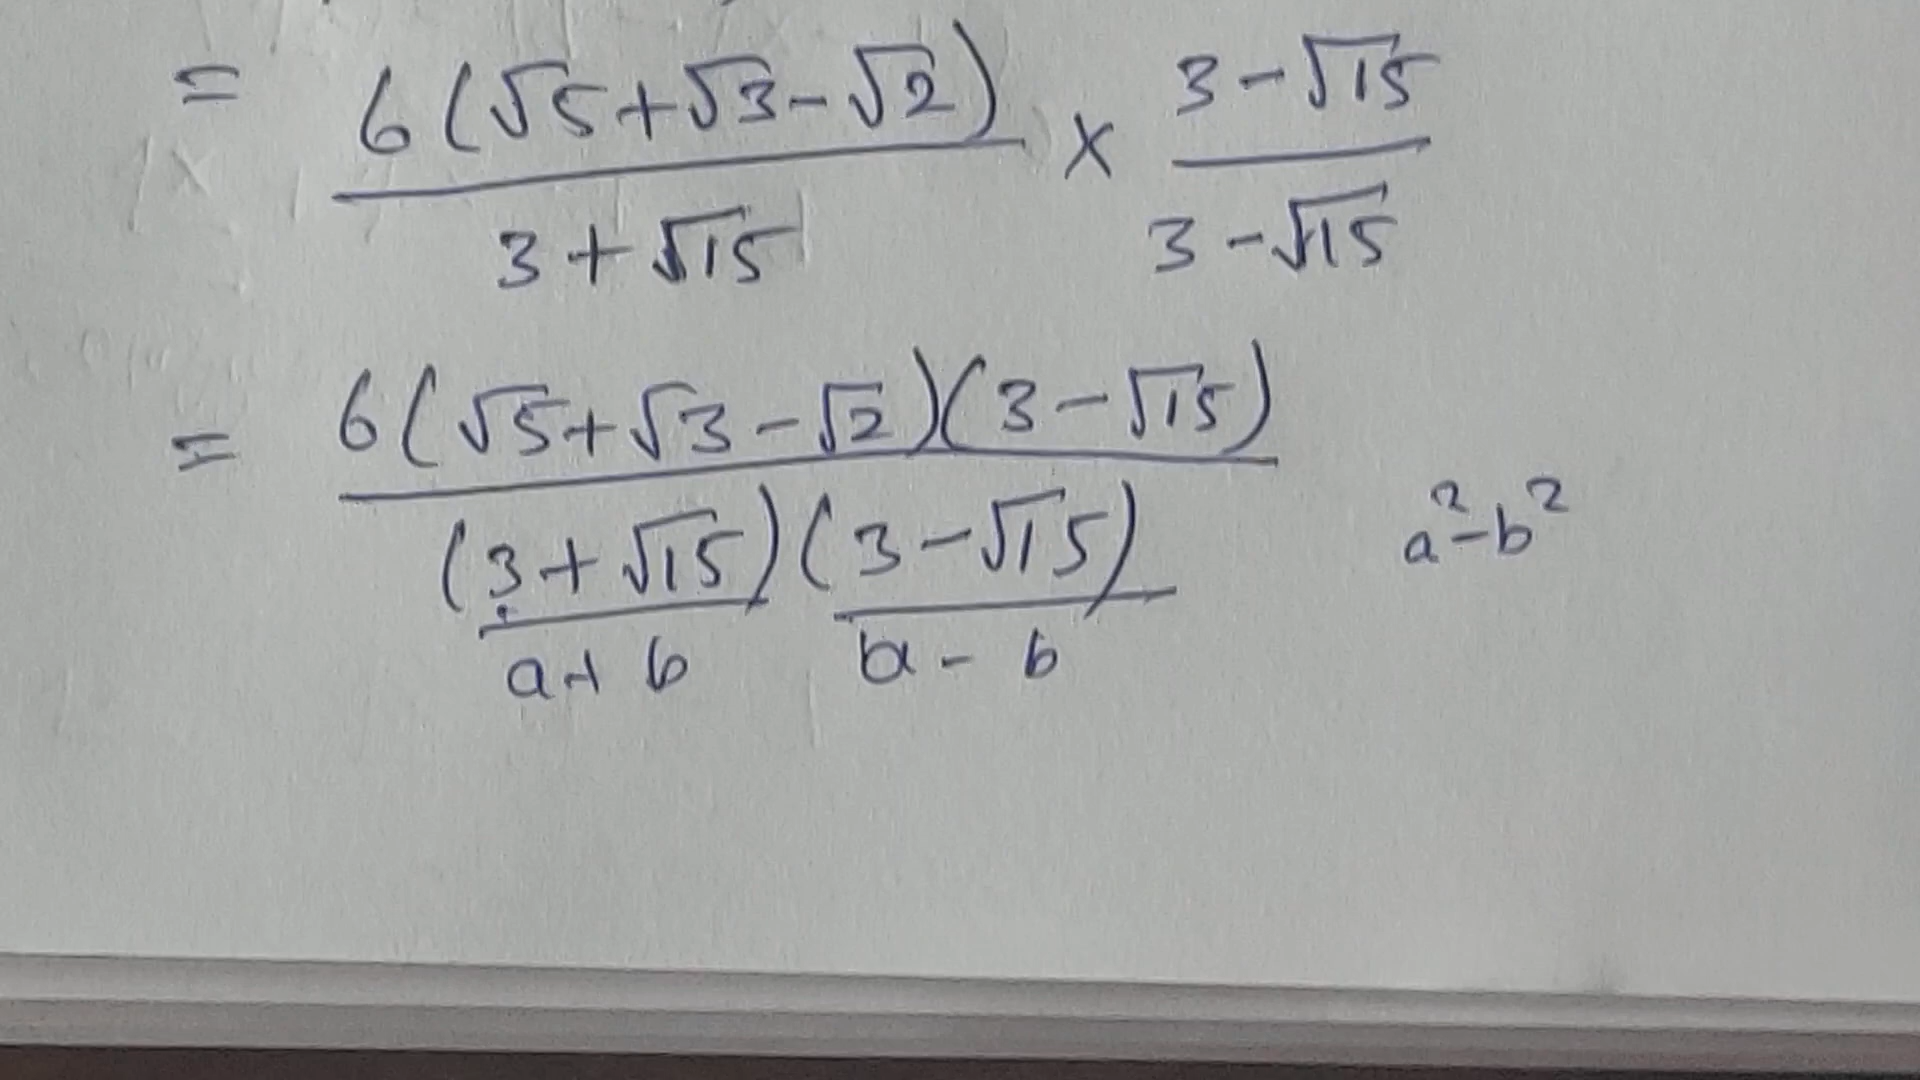 = 6(√5+√3-√2) / 3+√15 × 3-√15 / 3-√15
= 6(√5+√3-√2)(3-√15) / (3+√15)(3-√15) a²-b²
a+b a-b